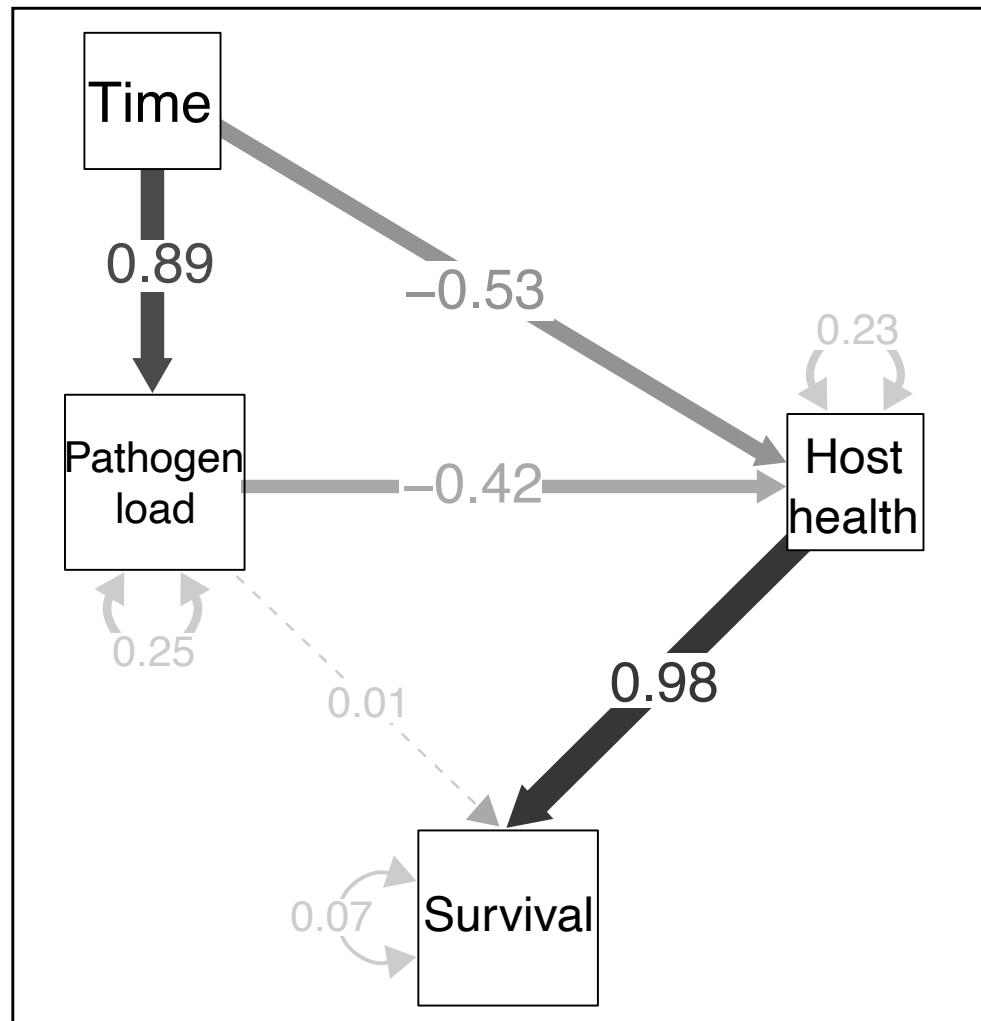 Time
0.89
–0.53
0.23
Pathogen
load
–0.42
Host
health
0.25
0.01
0.98
0.07
Survival